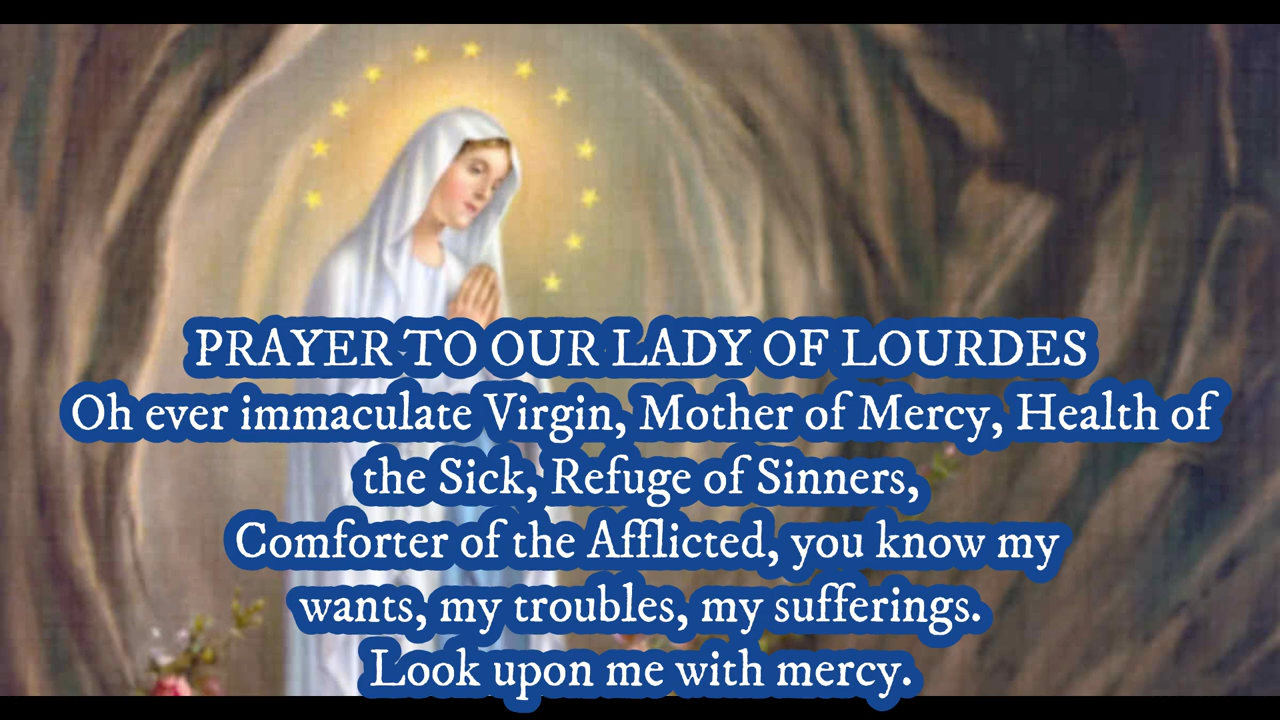 PRAYER TO OUR LADY OF LOURDES
Oh ever immaculate Virgin, Mother of Mercy, Health of
the Sick, Refuge of Sinners,
Comforter of the Afflicted, you know my
wants, my troubles, my sufferings.
Look upon me with mercy.